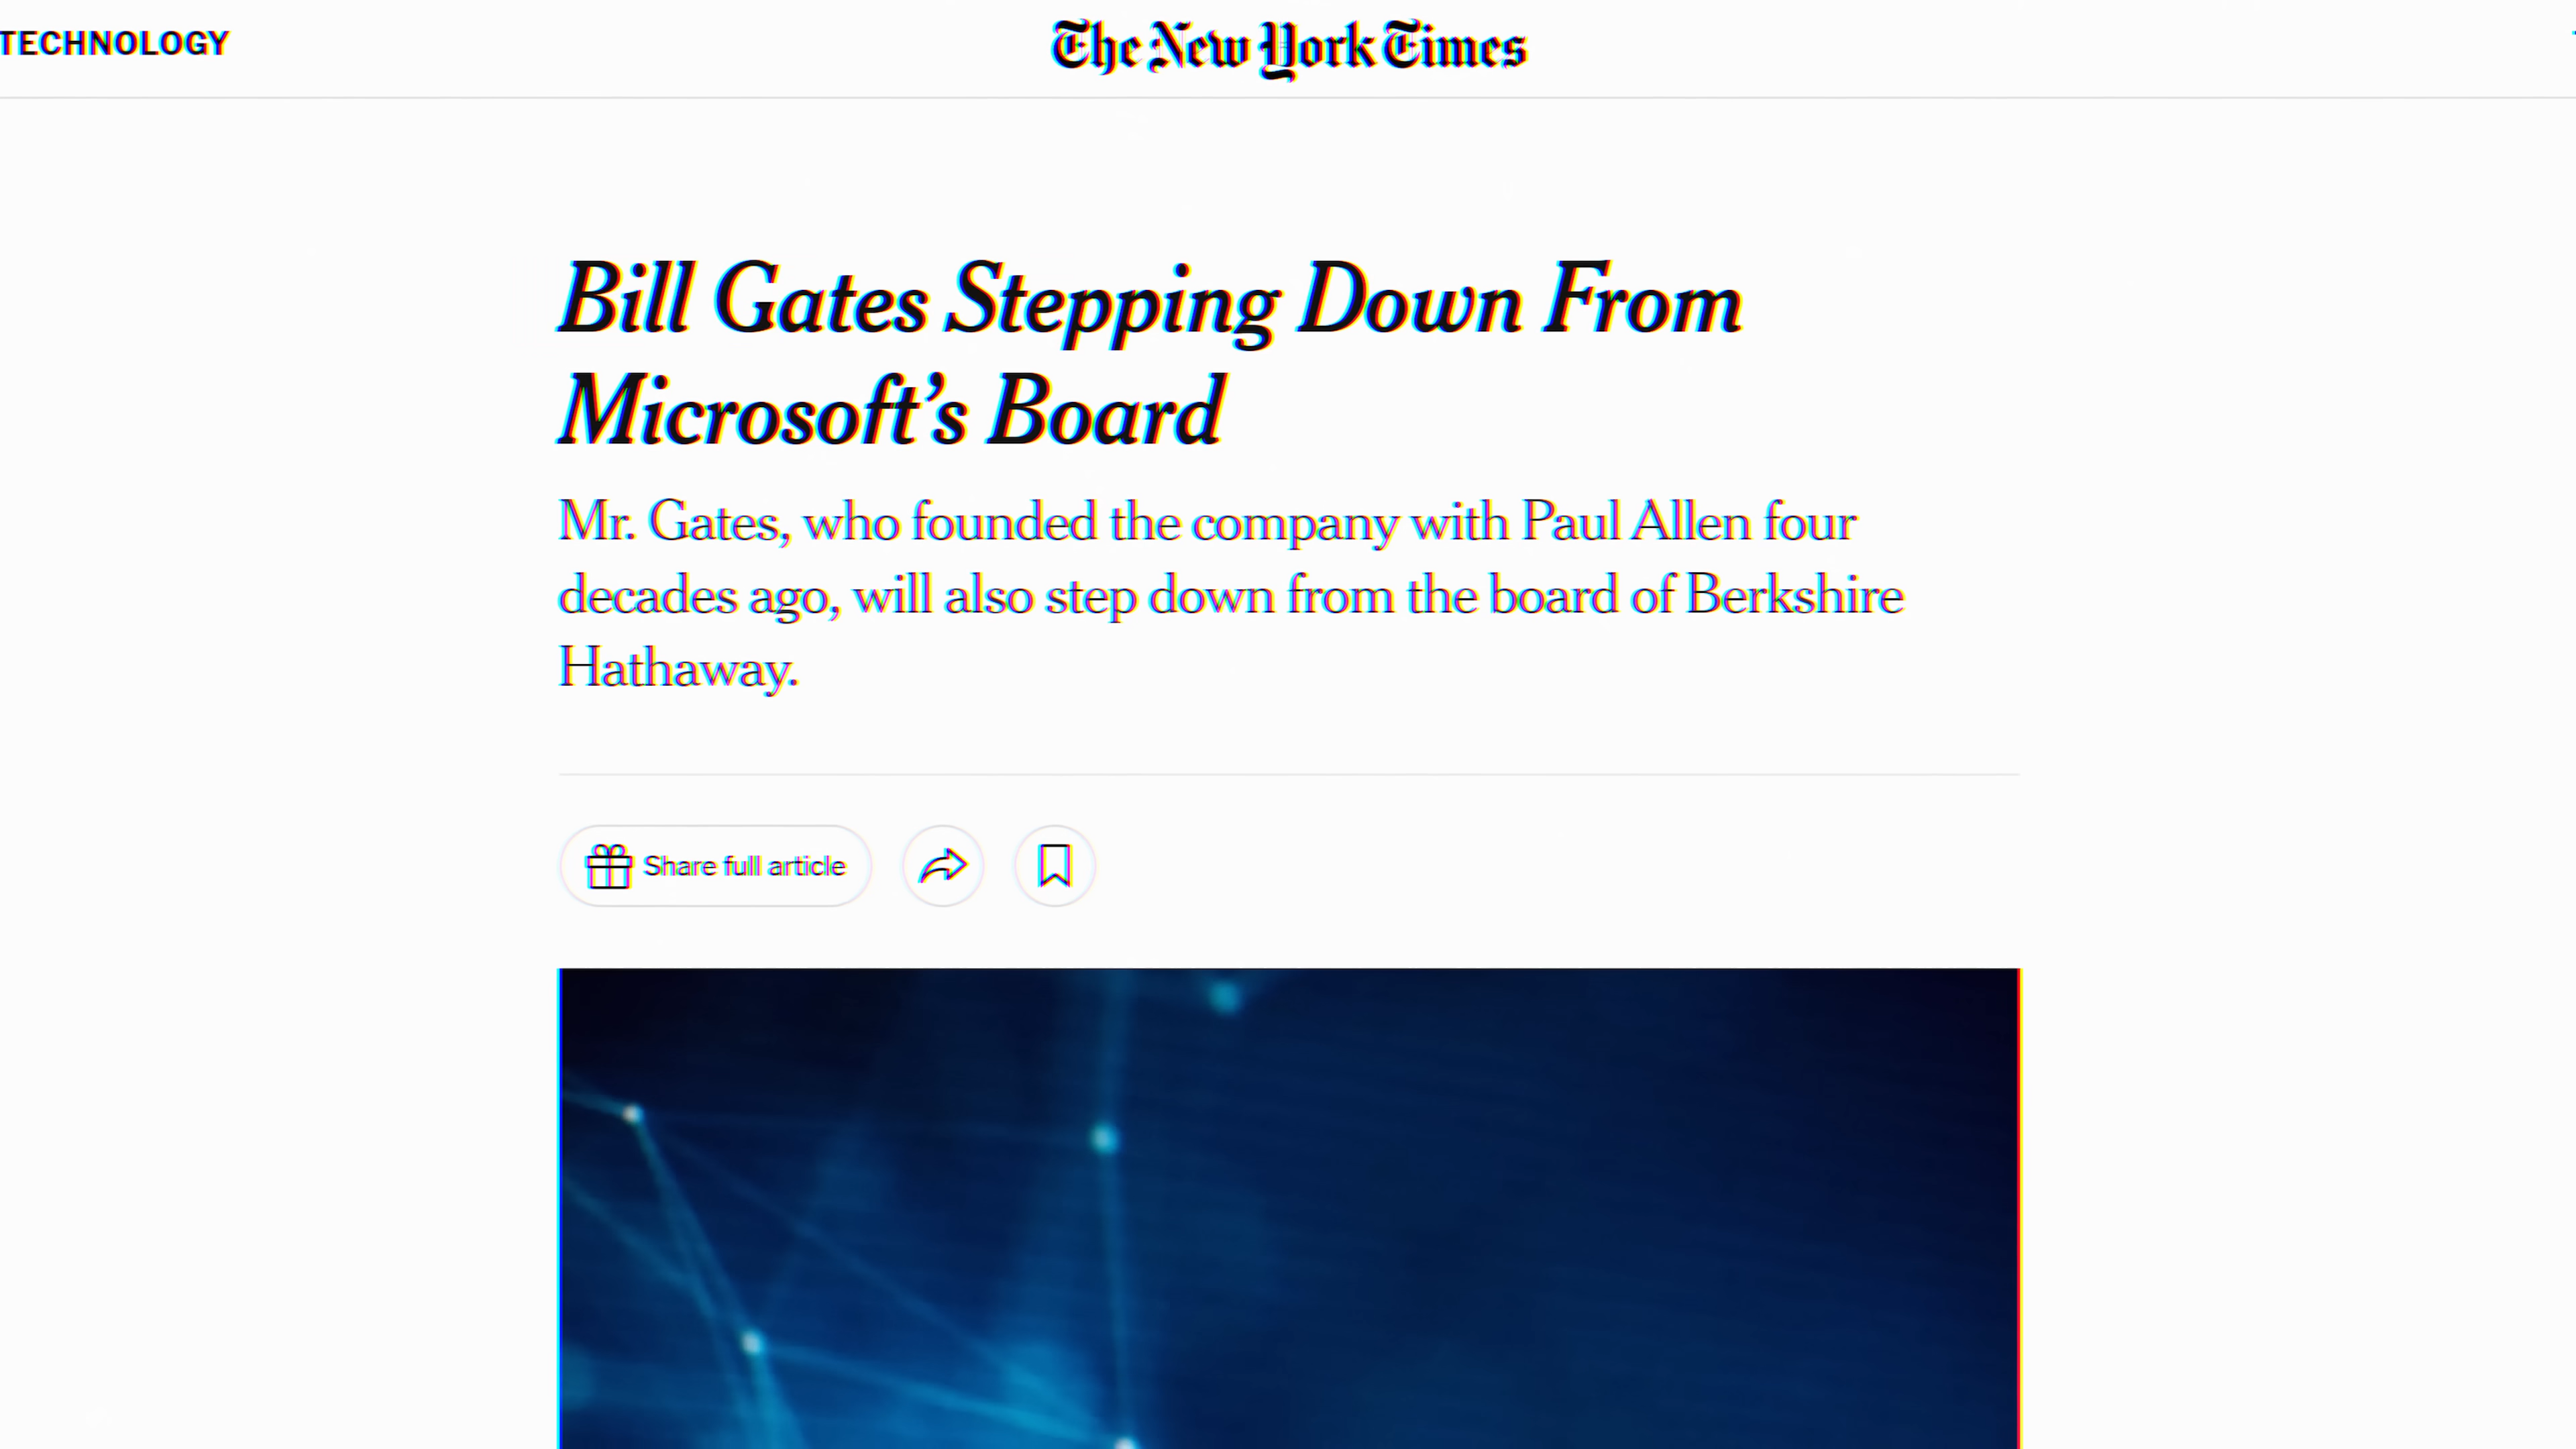 TECHNOLOGY
The New York Times
Bill Gates Stepping Down From
Microsoft’s Board
Mr. Gates, who founded the company with Paul Allen four
decades ago, will also step down from the board of Berkshire
Hathaway.
Share full article